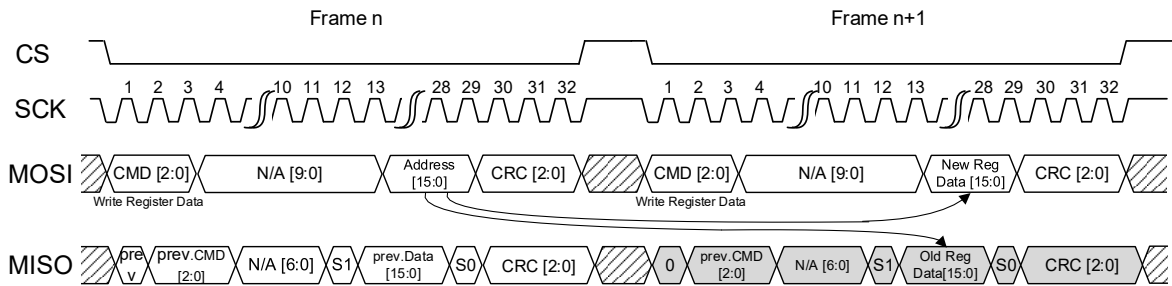 Frame n Frame n+1
CS
1 2 3 4 10 11 12 13 28 29 30 31 32 1 2 3 4 10 11 12 13 28 29 30 31 32
SCK
MOSI CMD [2:0] N/A [9:0] Address [15:0] CRC [2:0] CMD [2:0] N/A [9:0] New Reg Data [15:0] CRC [2:0]
Write Register Data Write Register Data
MISO pre v prev.CMD [2:0] N/A [6:0] S1 prev.Data [15:0] S0 CRC [2:0] 0 prev.CMD [2:0] N/A [6:0] S1 Old Reg Data[15:0] S0 CRC [2:0]